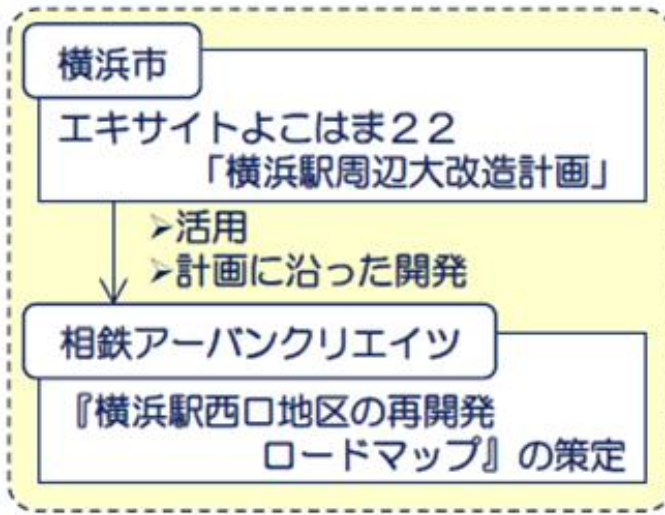 横浜市
エキサイトよこはま２２
「横浜駅周辺大改造計画」
➢活用
➢計画に沿った開発
相鉄アーバンクリエイツ
『横浜駅西口地区の再開発
ロードマップ』の策定